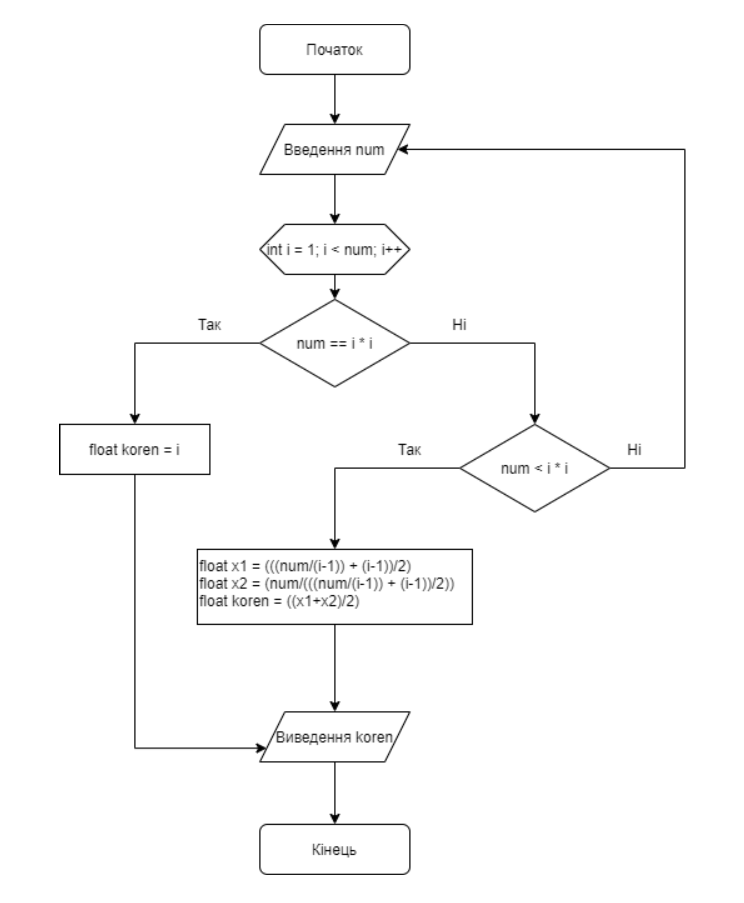 Початок
Введення num
int i = 1; i < num; i++
Так
Ні
num == i * i
float koren = i
Так
Ні
num < i * i
float x1 = (((num/(i-1)) + (i-1))/2)
float x2 = (num/(((num/(i-1)) + (i-1))/2))
float koren = ((x1+x2)/2)
Виведення koren
Кінець